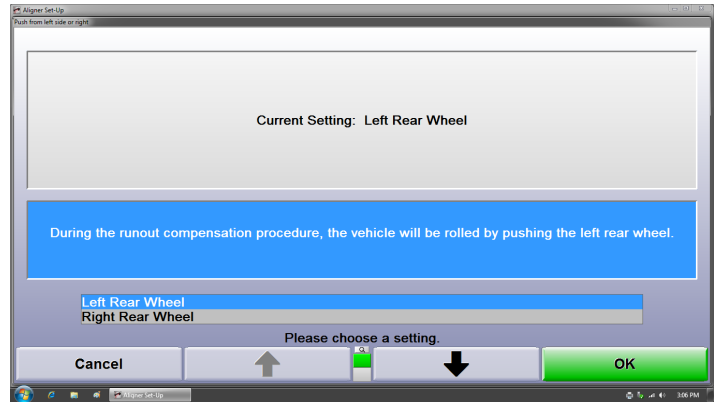 Aligner Set-Up
Push from left side or right
Current Setting: Left Rear Wheel
During the runout compensation procedure, the vehicle will be rolled by pushing the left rear wheel.
Left Rear Wheel
Right Rear Wheel
Please choose a setting.
Cancel
OK
Aligner Set-Up
3:06 PM